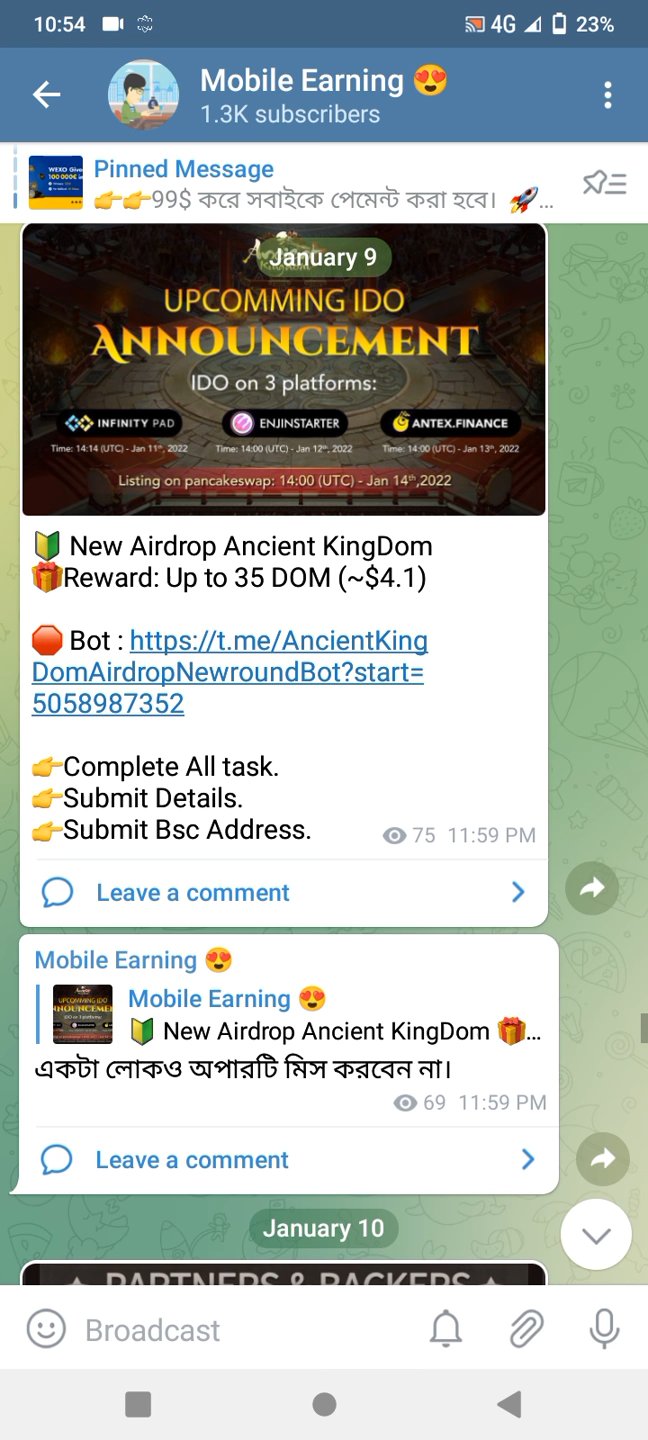 10:54
4G
23%
Mobile Earning 😍
1.3K subscribers
Pinned Message
👉👉99$ করে সবাইকে পেমেন্ট করা হবে। 🚀...
January 9
UPCOMMING IDO
ANNOUNCEMENT
IDO on 3 platforms:
INFINITY PAD
ENJINSTARTER
ANTEX.FINANCE
Time: 14:14 (UTC) - Jan 11th, 2022
Time: 14:00 (UTC) - Jan 12th, 2022
Time: 14:00 (UTC) - Jan 13th, 2022
Listing on pancakeswap: 14:00 (UTC) - Jan 14th,2022
🔰 New Airdrop Ancient KingDom
🎁Reward: Up to 35 DOM (~$4.1)
🛑 Bot : https://t.me/AncientKing
DomAirdropNewroundBot?start=
5058987352
👉Complete All task.
👉Submit Details.
👉Submit Bsc Address.
75 11:59 PM
Leave a comment
Mobile Earning 😍
Mobile Earning 😍
🔰 New Airdrop Ancient KingDom 🎁...
একটা লোকও অপারটি মিস করবেন না।
69 11:59 PM
Leave a comment
January 10
PARTNERS & BACKERS
Broadcast